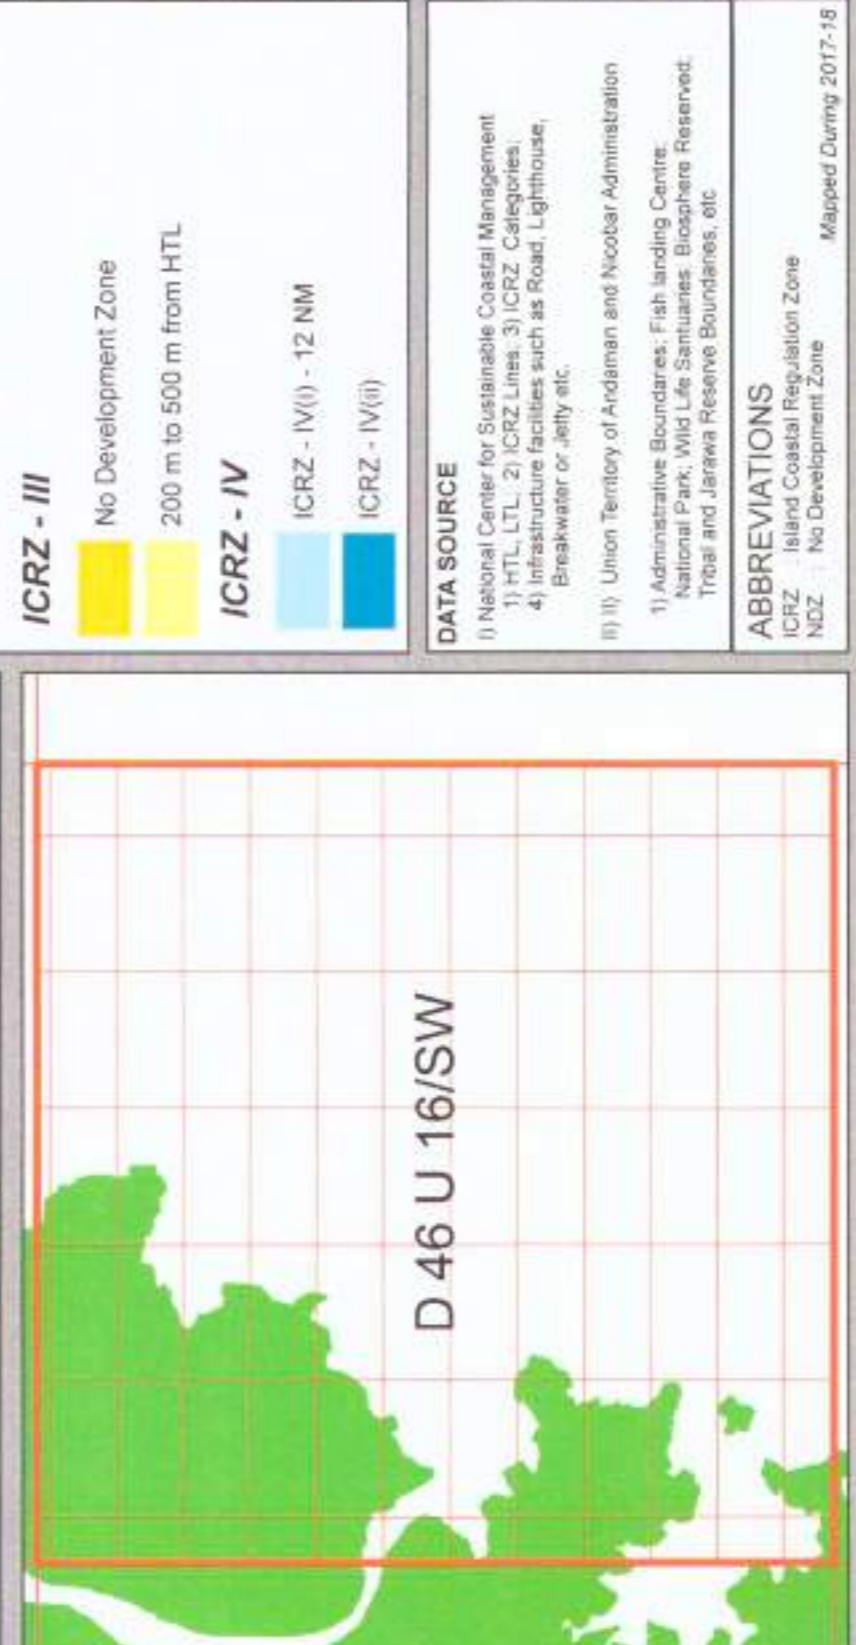 ICRZ - III
No Development Zone
200 m to 500 m from HTL
ICRZ - IV
ICRZ - IV(i) - 12 NM
ICRZ - IV(ii)
DATA SOURCE
i) National Center for Sustainable Coastal Management
1) HTL, LTL, 2) ICRZ Lines, 3) ICRZ Categories,
4) Infrastructure facilities such as Road, Lighthouse,
Breakwater or Jetty etc.
ii) II) Union Territory of Andaman and Nicobar Administration
1) Administrative Boundaries; Fish landing Centre;
National Park; Wild Life Santuaries; Biosphere Reserved;
Tribal and Jarawa Reserve Boundaries, etc
ABBREVIATIONS
ICRZ : Island Coastal Regulation Zone
NDZ : No Development Zone
Mapped During 2017-18
D 46 U 16/SW